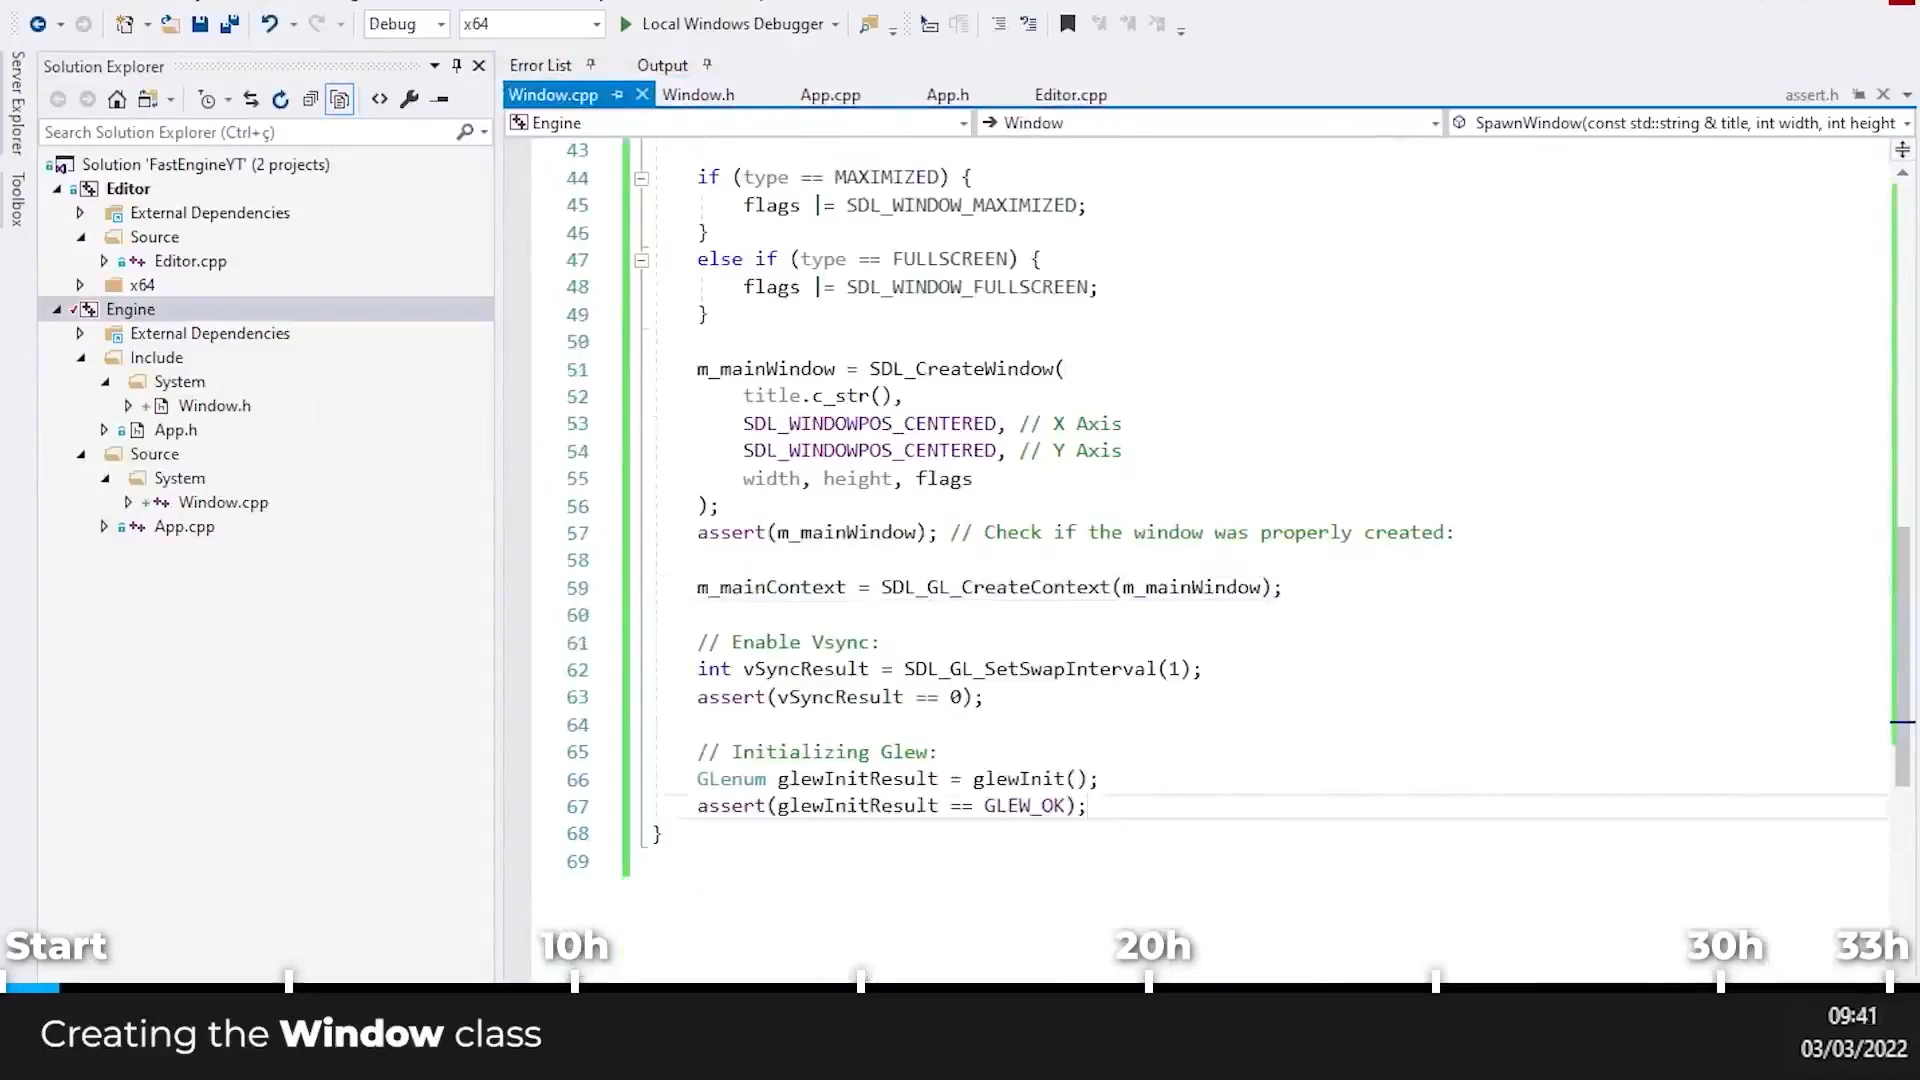 Debug
x64
Local Windows Debugger
Server Explorer
Toolbox
Solution Explorer
Search Solution Explorer (Ctrl+ç)
Solution 'FastEngineYT' (2 projects)
Editor
External Dependencies
Source
Editor.cpp
x64
Engine
External Dependencies
Include
System
Window.h
App.h
Source
System
Window.cpp
App.cpp
Error List
Output
Window.cpp
Window.h
App.cpp
App.h
Editor.cpp
assert.h
Engine
Window
SpawnWindow(const std::string & title, int width, int height
43
44 if (type == MAXIMIZED) {
45 flags |= SDL_WINDOW_MAXIMIZED;
46 }
47 else if (type == FULLSCREEN) {
48 flags |= SDL_WINDOW_FULLSCREEN;
49 }
50
51 m_mainWindow = SDL_CreateWindow(
52 title.c_str(),
53 SDL_WINDOWPOS_CENTERED, // X Axis
54 SDL_WINDOWPOS_CENTERED, // Y Axis
55 width, height, flags
56 );
57 assert(m_mainWindow); // Check if the window was properly created:
58
59 m_mainContext = SDL_GL_CreateContext(m_mainWindow);
60
61 // Enable Vsync:
62 int vSyncResult = SDL_GL_SetSwapInterval(1);
63 assert(vSyncResult == 0);
64
65 // Initializing Glew:
66 GLenum glewInitResult = glewInit();
67 assert(glewInitResult == GLEW_OK);
68 }
69
Start
10h
20h
30h
33h
Creating the Window class
09:41
03/03/2022